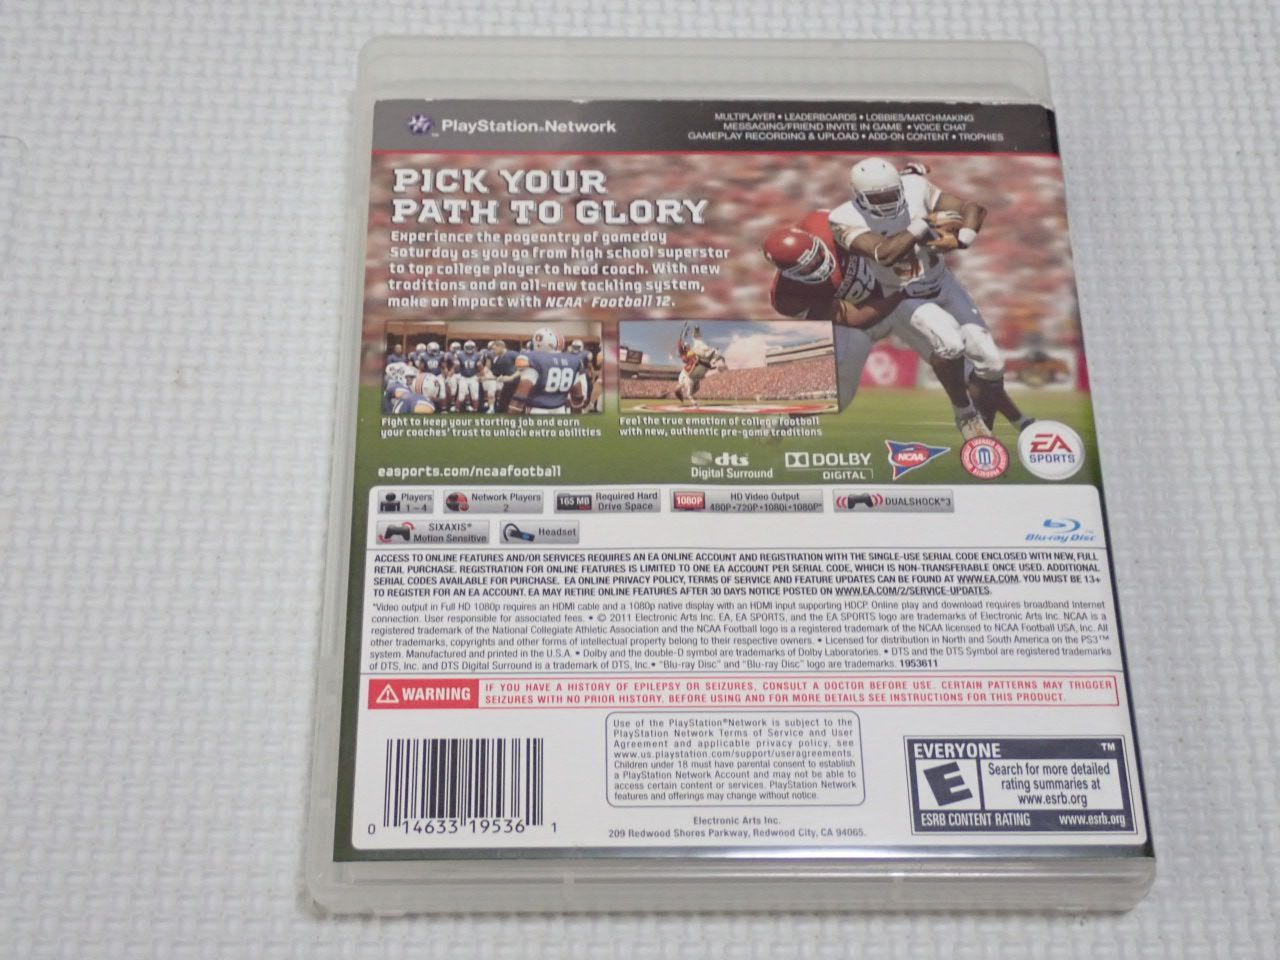 PlayStation®Network
MULTIPLAYER • LEADERBOARDS • LOBBIES/MATCHMAKING
MESSAGING/FRIEND INVITE IN GAME • VOICE CHAT
GAMEPLAY RECORDING & UPLOAD • ADD-ON CONTENT • TROPHIES
PICK YOUR
PATH TO GLORY
Experience the pageantry of gameday
Saturday as you go from high school superstar
to top college player to head coach. With new
traditions and an all-new tackling system,
make an impact with NCAA® Football 12.
88
Fight to keep your starting job and earn
your coaches' trust to unlock extra abilities
Feel the true emotion of college football
with new, authentic pre-game traditions
easports.com/ncaafootball
dts
Digital Surround
DOLBY
DIGITAL
NCAA
EA
SPORTS
Players
1-4
Network Players
2
165 MB
Required Hard
Drive Space
1080P
HD Video Output
480P•720P•1080i•1080P*
DUALSHOCK®3
SIXAXIS®
Motion Sensitive
Headset
Blu-ray Disc
ACCESS TO ONLINE FEATURES AND/OR SERVICES REQUIRES AN EA ONLINE ACCOUNT AND REGISTRATION WITH THE SINGLE-USE SERIAL CODE ENCLOSED WITH NEW, FULL
RETAIL PURCHASE. REGISTRATION FOR ONLINE FEATURES IS LIMITED TO ONE EA ACCOUNT PER SERIAL CODE, WHICH IS NON-TRANSFERABLE ONCE USED. ADDITIONAL
SERIAL CODES AVAILABLE FOR PURCHASE. EA ONLINE PRIVACY POLICY, TERMS OF SERVICE AND FEATURE UPDATES CAN BE FOUND AT WWW.EA.COM. YOU MUST BE 13+
TO REGISTER FOR AN EA ACCOUNT. EA MAY RETIRE ONLINE FEATURES AFTER 30 DAYS NOTICE POSTED ON WWW.EA.COM/2/SERVICE-UPDATES.
*Video output in Full HD 1080p requires an HDMI cable and a 1080p native display with an HDMI input supporting HDCP. Online play and download requires broadband Internet
connection. User responsible for associated fees. • © 2011 Electronic Arts Inc. EA, EA SPORTS, and the EA SPORTS logo are trademarks of Electronic Arts Inc. NCAA is a
registered trademark of the National Collegiate Athletic Association and the NCAA Football logo is a registered trademark of the NCAA licensed to NCAA Football USA, Inc. All
other trademarks, copyrights and other forms of intellectual property belong to their respective owners. • Licensed for distribution in North and South America on the PS3™
system. Manufactured and printed in the U.S.A. • Dolby and the double-D symbol are trademarks of Dolby Laboratories. • DTS and the DTS Symbol are registered trademarks
of DTS, Inc. and DTS Digital Surround is a trademark of DTS, Inc.• "Blu-ray Disc" and "Blu-ray Disc" logo are trademarks. 1953611
WARNING
IF YOU HAVE A HISTORY OF EPILEPSY OR SEIZURES, CONSULT A DOCTOR BEFORE USE. CERTAIN PATTERNS MAY TRIGGER
SEIZURES WITH NO PRIOR HISTORY. BEFORE USING AND FOR MORE DETAILS SEE INSTRUCTIONS FOR THIS PRODUCT.
Use of the PlayStation®Network is subject to the
PlayStation Network Terms of Service and User
Agreement and applicable privacy policy, see
www.us.playstation.com/support/useragreements.
Children under 18 must have parental consent to establish
a PlayStation Network Account and may not be able to
access certain content or services. PlayStation Network
features and offerings may change without notice.
Electronic Arts Inc.
209 Redwood Shores Parkway, Redwood City, CA 94065.
0 14633 19536 1
EVERYONE ™
E
Search for more detailed
rating summaries at
www.esrb.org
ESRB CONTENT RATING www.esrb.org